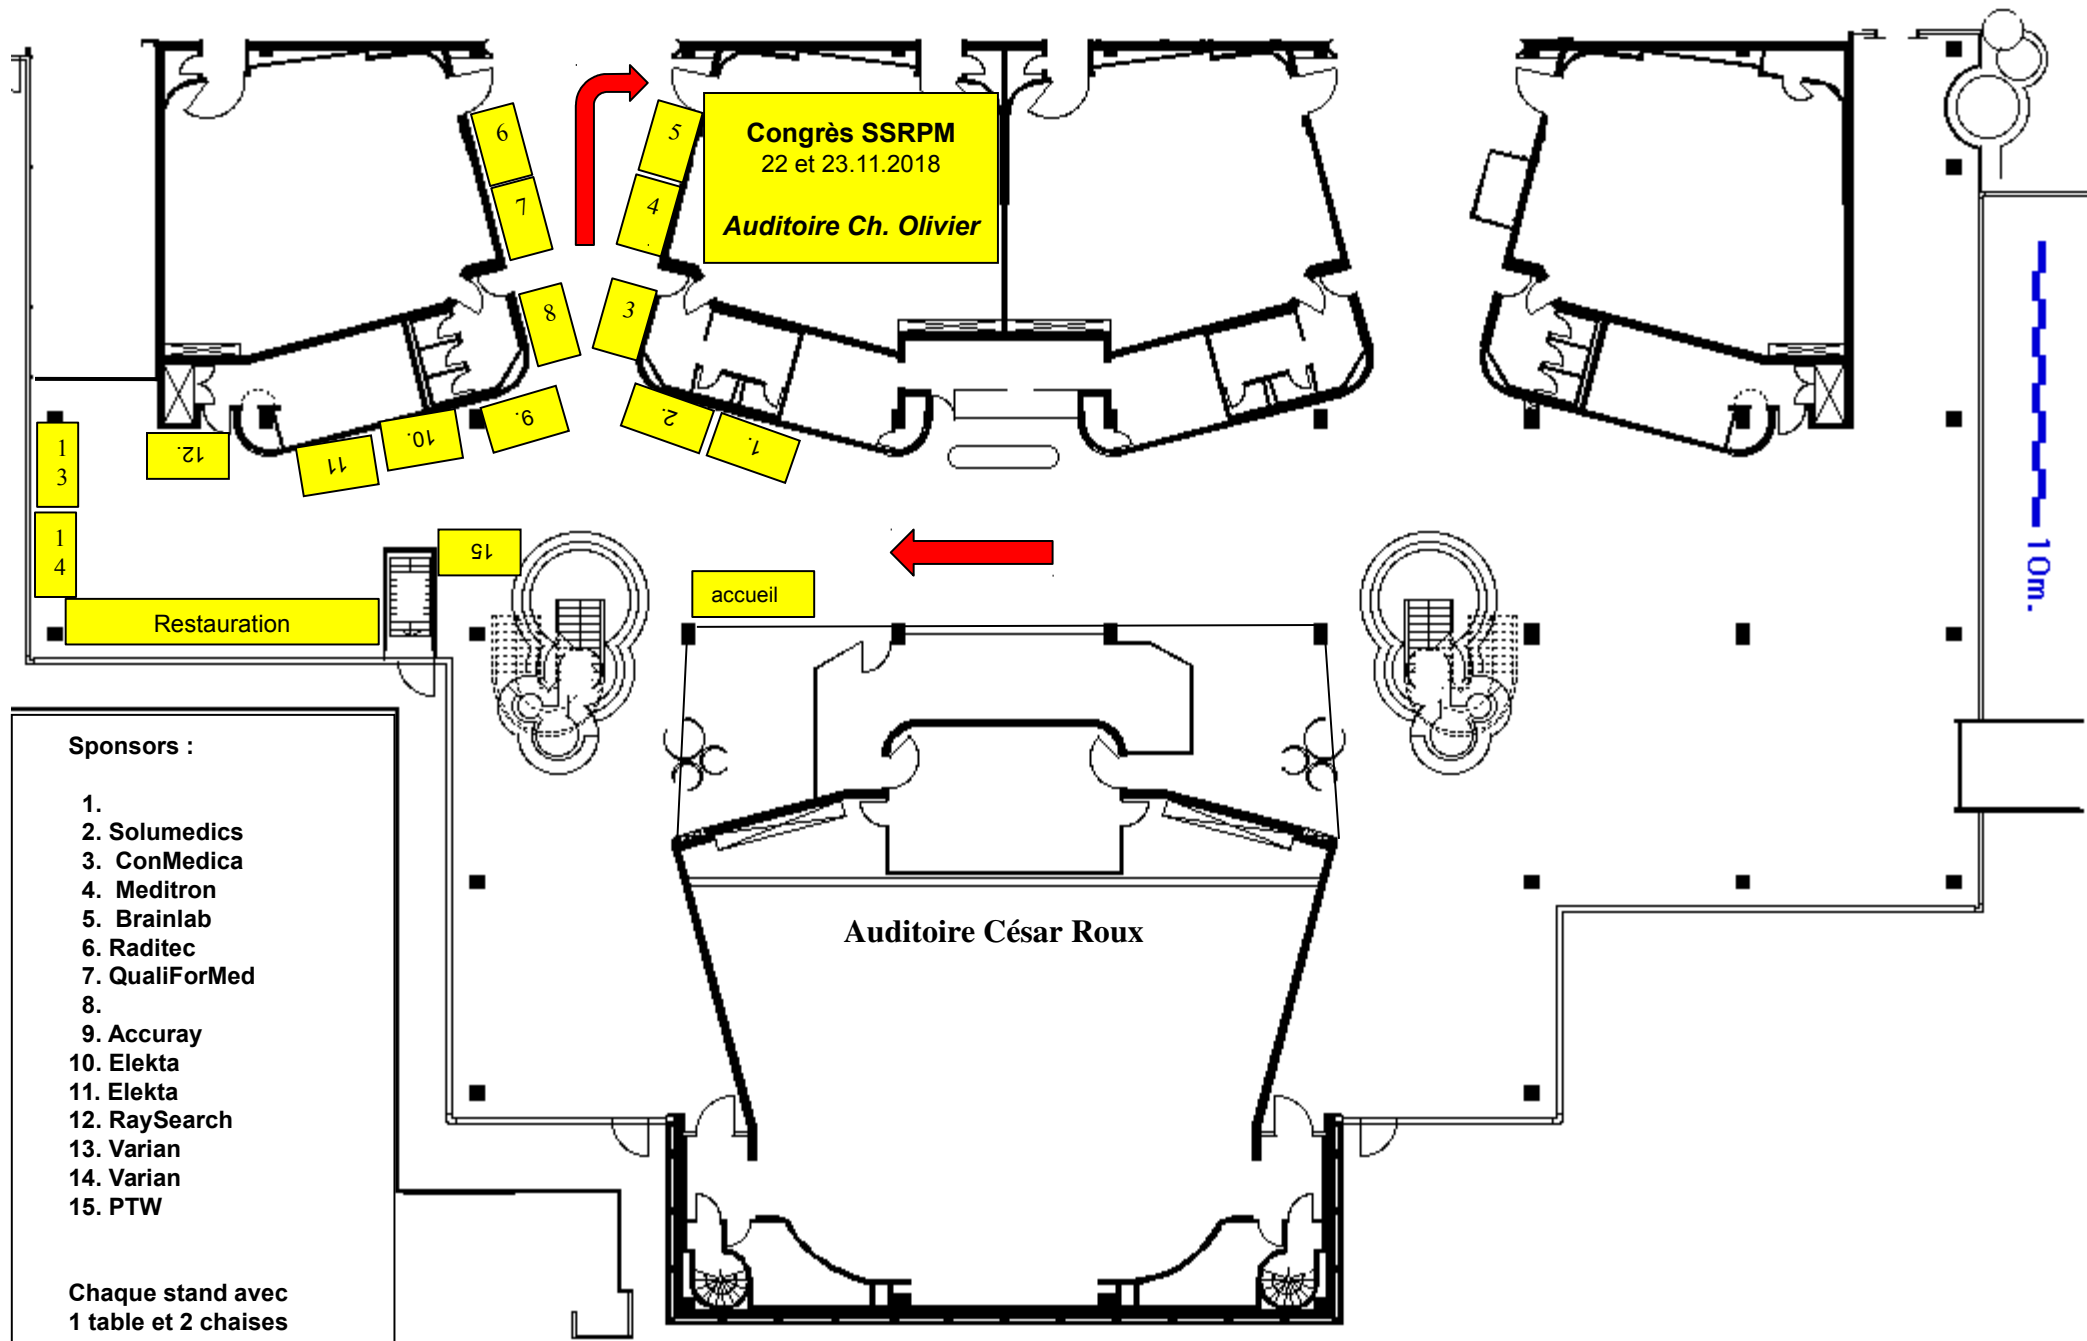 6
5
Congrès SSRPM
22 et 23.11.2018
Auditoire Ch. Olivier
7
4
8
3
9.
2.
1.
10.
11
12.
1
3
1
4
15
10m.
accueil
Restauration
Sponsors :
1.
2. Solumedics
3. ConMedica
4. Meditron
5. Brainlab
6. Raditec
7. QualiForMed
8.
9. Accuray
10. Elekta
11. Elekta
12. RaySearch
13. Varian
14. Varian
15. PTW
Chaque stand avec
1 table et 2 chaises
Auditoire César Roux